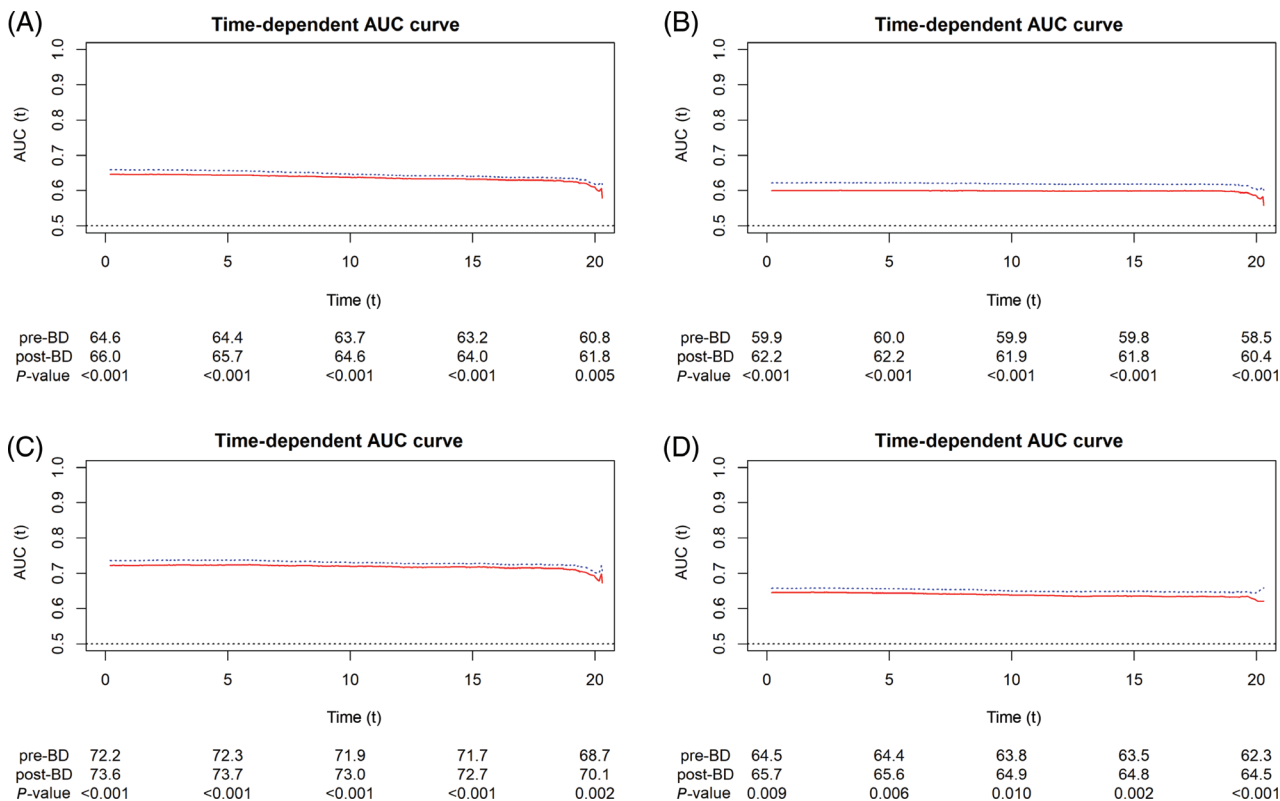 (A)
Time-dependent AUC curve
AUC (t)
1.0
0.9
0.8
0.7
0.6
0.5
0 5 10 15 20
Time (t)
pre-BD 64.6 64.4 63.7 63.2 60.8
post-BD 66.0 65.7 64.6 64.0 61.8
P-value <0.001 <0.001 <0.001 <0.001 0.005
(B)
Time-dependent AUC curve
AUC (t)
1.0
0.9
0.8
0.7
0.6
0.5
0 5 10 15 20
Time (t)
pre-BD 59.9 60.0 59.9 59.8 58.5
post-BD 62.2 62.2 61.9 61.8 60.4
P-value <0.001 <0.001 <0.001 <0.001 <0.001
(C)
Time-dependent AUC curve
AUC (t)
1.0
0.9
0.8
0.7
0.6
0.5
0 5 10 15 20
Time (t)
pre-BD 72.2 72.3 71.9 71.7 68.7
post-BD 73.6 73.7 73.0 72.7 70.1
P-value <0.001 <0.001 <0.001 <0.001 0.002
(D)
Time-dependent AUC curve
AUC (t)
1.0
0.9
0.8
0.7
0.6
0.5
0 5 10 15 20
Time (t)
pre-BD 64.5 64.4 63.8 63.5 62.3
post-BD 65.7 65.6 64.9 64.8 64.5
P-value 0.009 0.006 0.010 0.002 <0.001